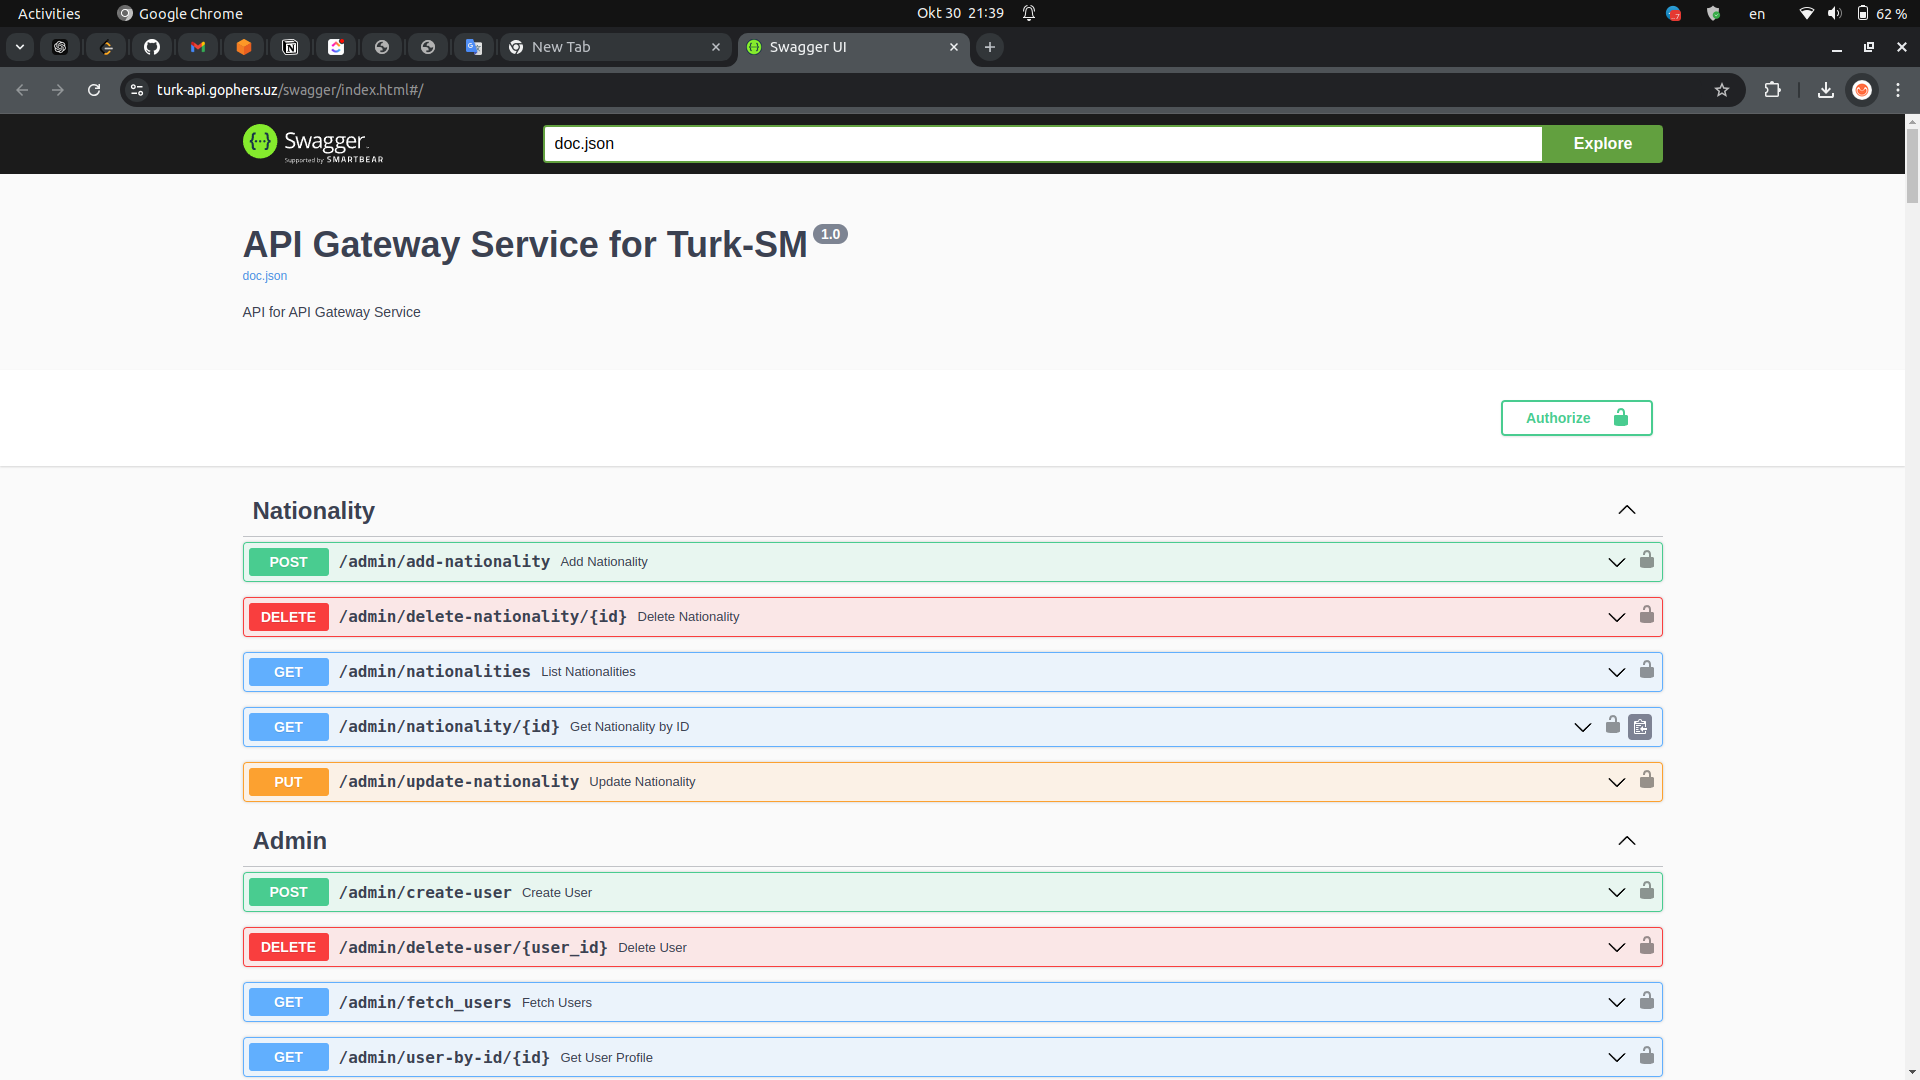 Activities
Google Chrome
Okt 30 21:39
en
62 %
New Tab
Swagger UI
turk-api.gophers.uz/swagger/index.html#/
Swagger
Supported by SMARTBEAR
doc.json
Explore
API Gateway Service for Turk-SM 1.0
doc.json
API for API Gateway Service
Authorize
Nationality
POST /admin/add-nationality Add Nationality
DELETE /admin/delete-nationality/{id} Delete Nationality
GET /admin/nationalities List Nationalities
GET /admin/nationality/{id} Get Nationality by ID
PUT /admin/update-nationality Update Nationality
Admin
POST /admin/create-user Create User
DELETE /admin/delete-user/{user_id} Delete User
GET /admin/fetch_users Fetch Users
GET /admin/user-by-id/{id} Get User Profile